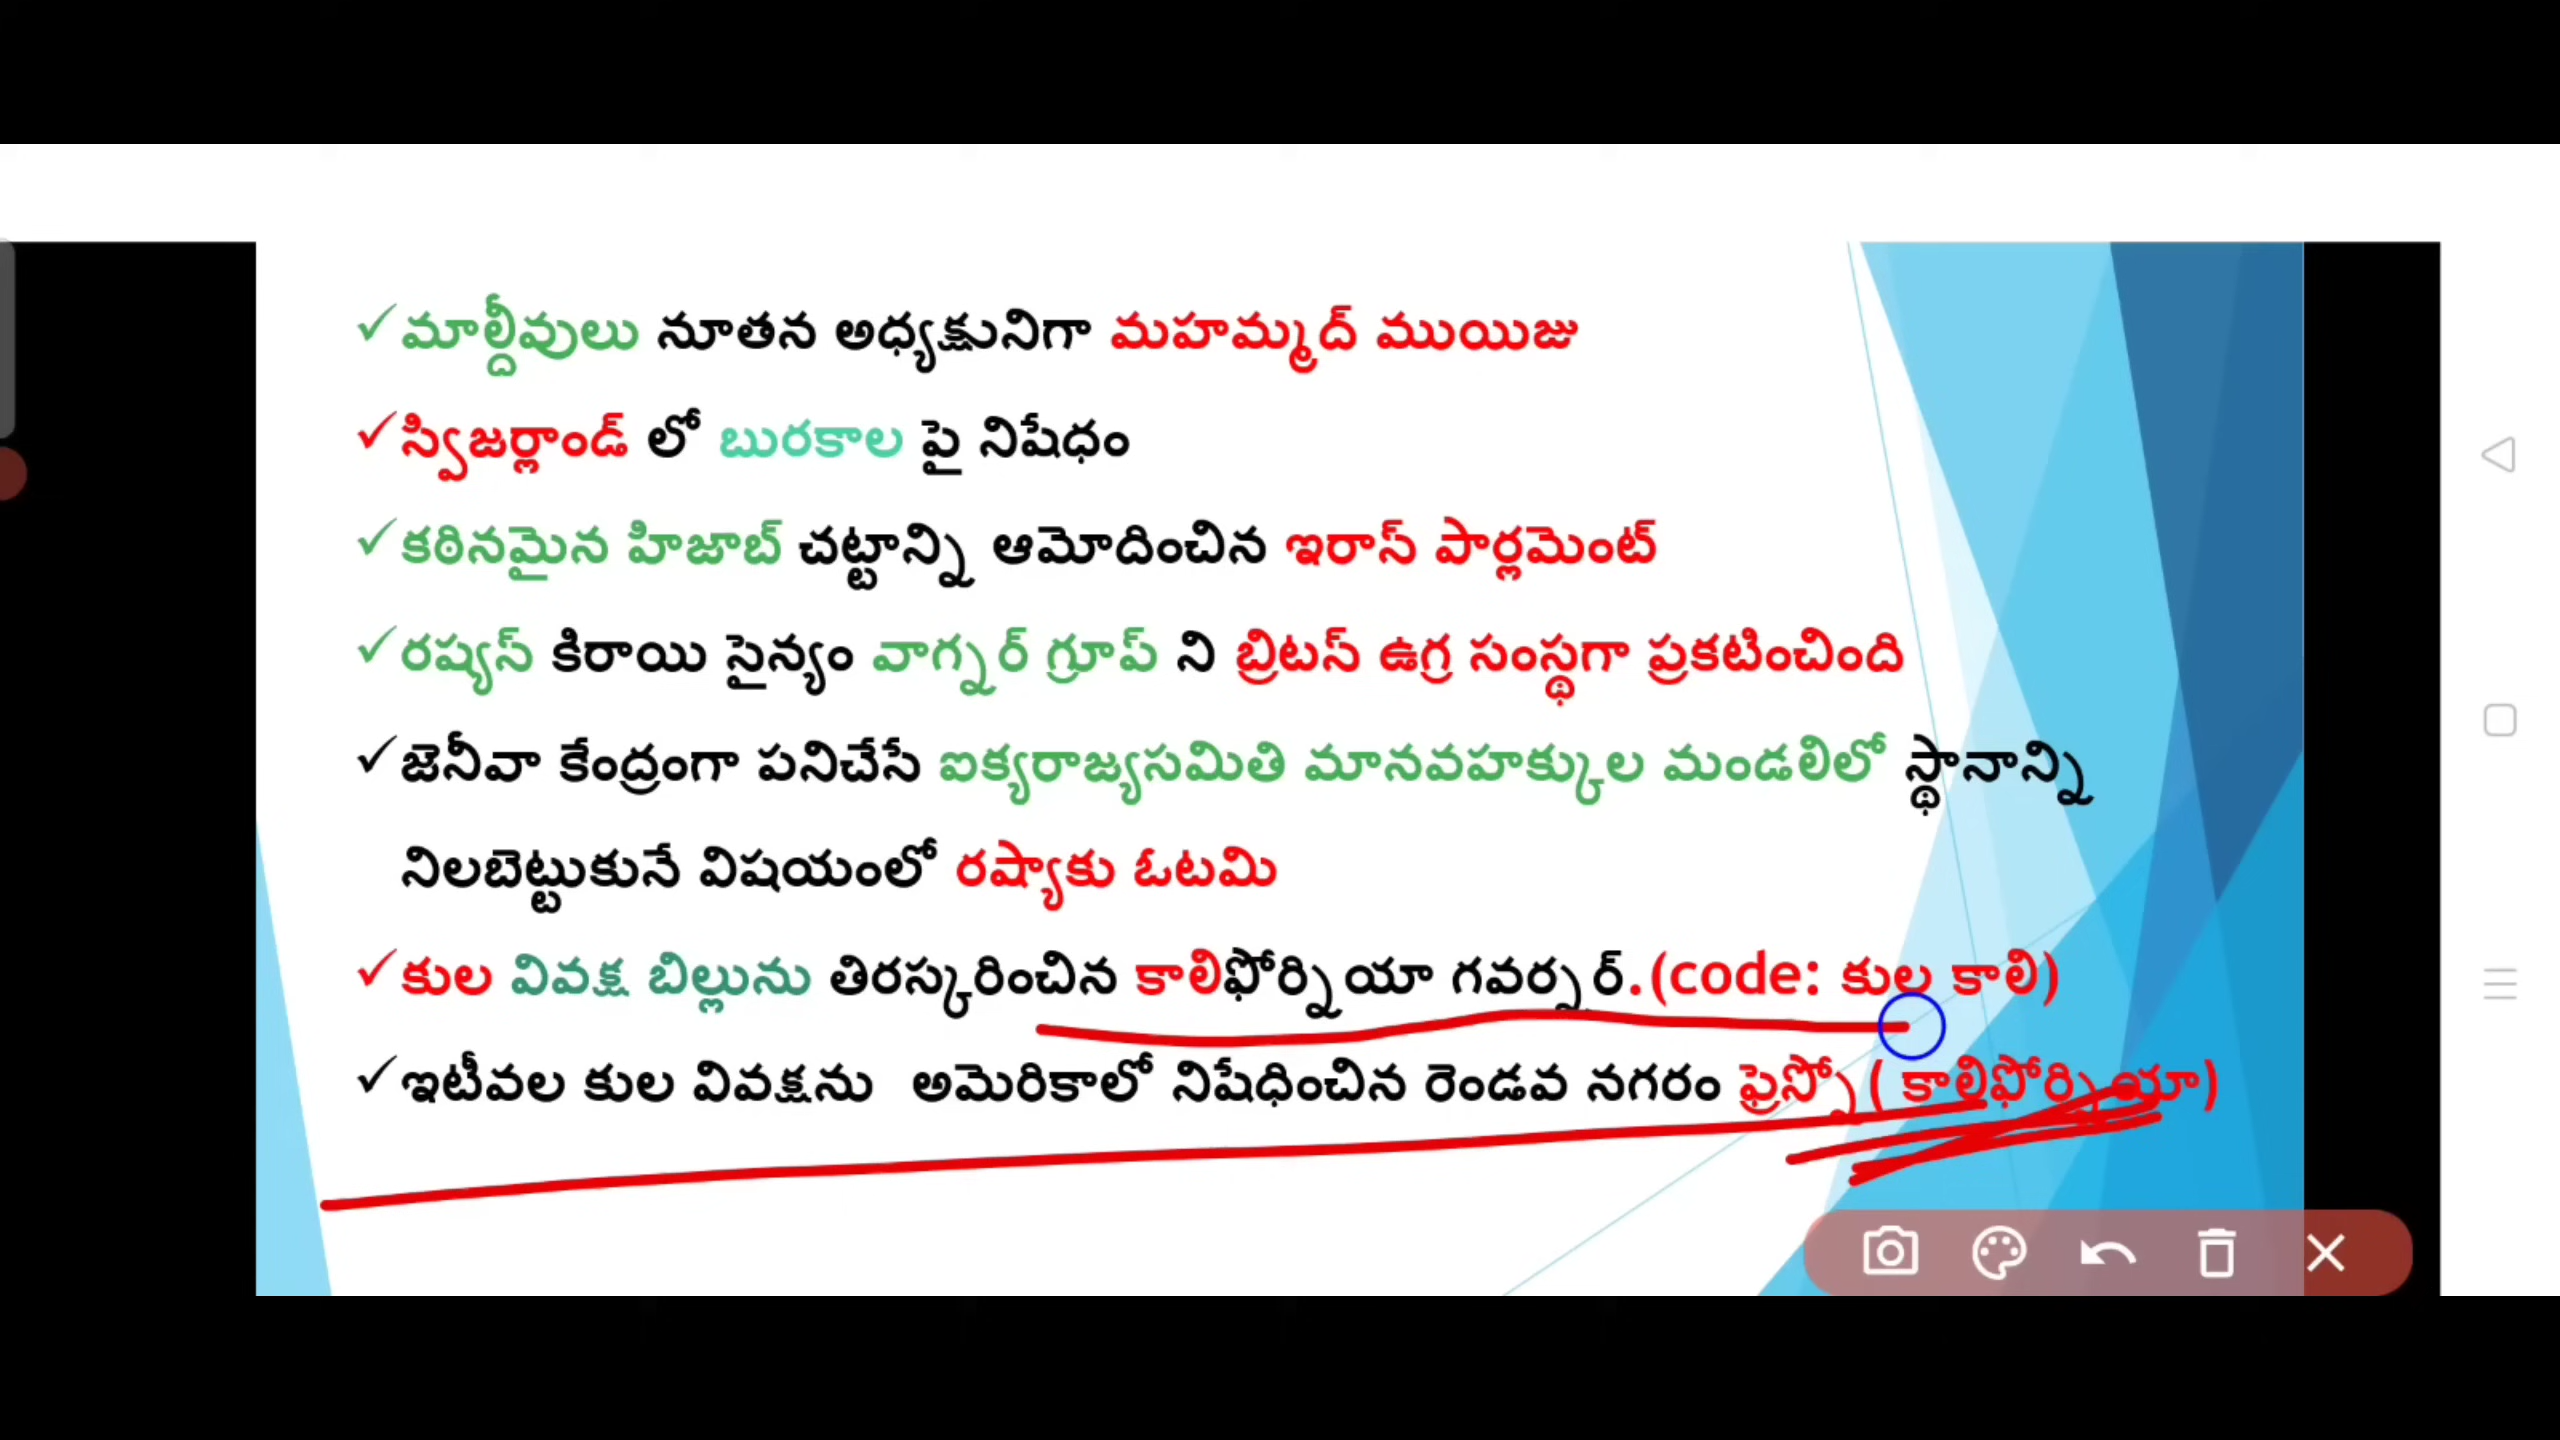 ✓మాల్దీవులు నూతన అధ్యక్షునిగా మహమ్మద్ ముయిజు
✓స్విజర్లాండ్ లో బురకాల పై నిషేధం
✓కఠినమైన హిజాబ్ చట్టాన్ని ఆమోదించిన ఇరాస్ పార్లమెంట్
✓రష్యస్ కిరాయి సైన్యం వాగ్నర్ గ్రూప్ ని బ్రిటస్ ఉగ్ర సంస్థగా ప్రకటించింది
✓జెనీవా కేంద్రంగా పనిచేసే ఐక్యరాజ్యసమితి మానవహక్కుల మండలిలో స్థానాన్ని
నిలబెట్టుకునే విషయంలో రష్యాకు ఓటమి
✓కుల వివక్ష బిల్లును తిరస్కరించిన కాలిఫోర్నియా గవర్నర్.(code: కుల కాలి)
✓ఇటీవల కుల వివక్షను అమెరికాలో నిషేధించిన రెండవ నగరం ఫ్రెస్నో ( కాలిఫోర్నియా)